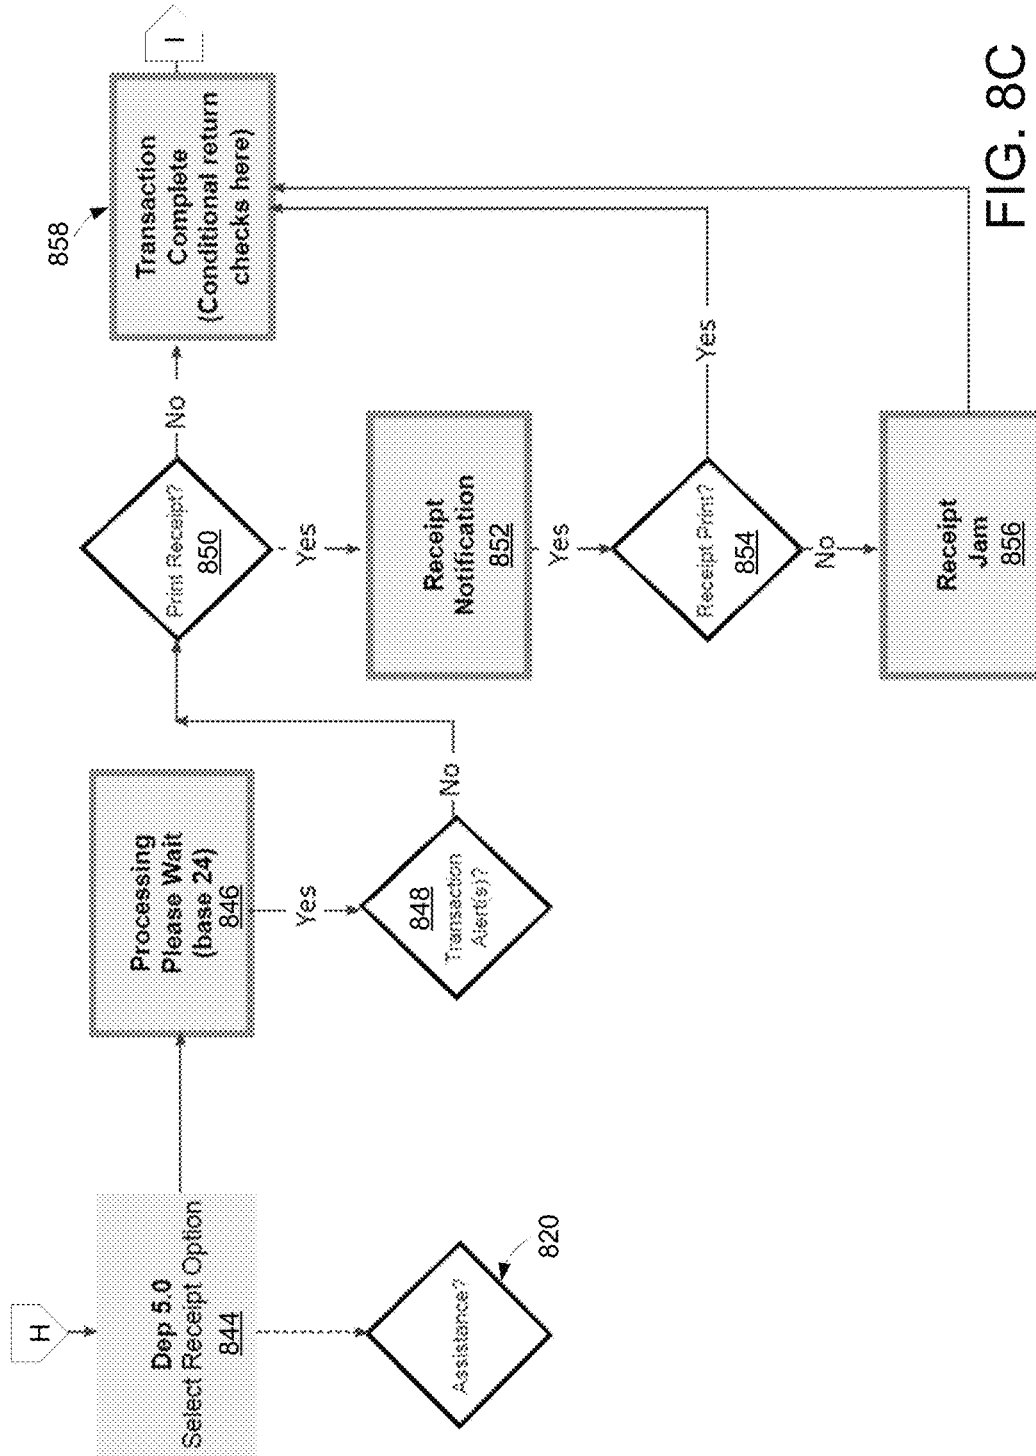 H
Dep 5.0
Select Receipt Option
844
Assistance?
820
Processing
Please Wait
(base 24)
846
Yes
848
Transaction
Alert(s)?
No
Print Receipt?
850
No
Yes
Receipt
Notification
852
Yes
Receipt Print?
854
Yes
No
Receipt
Jam
856
858
Transaction
Complete
(Conditional return
checks here)
I
FIG. 8C